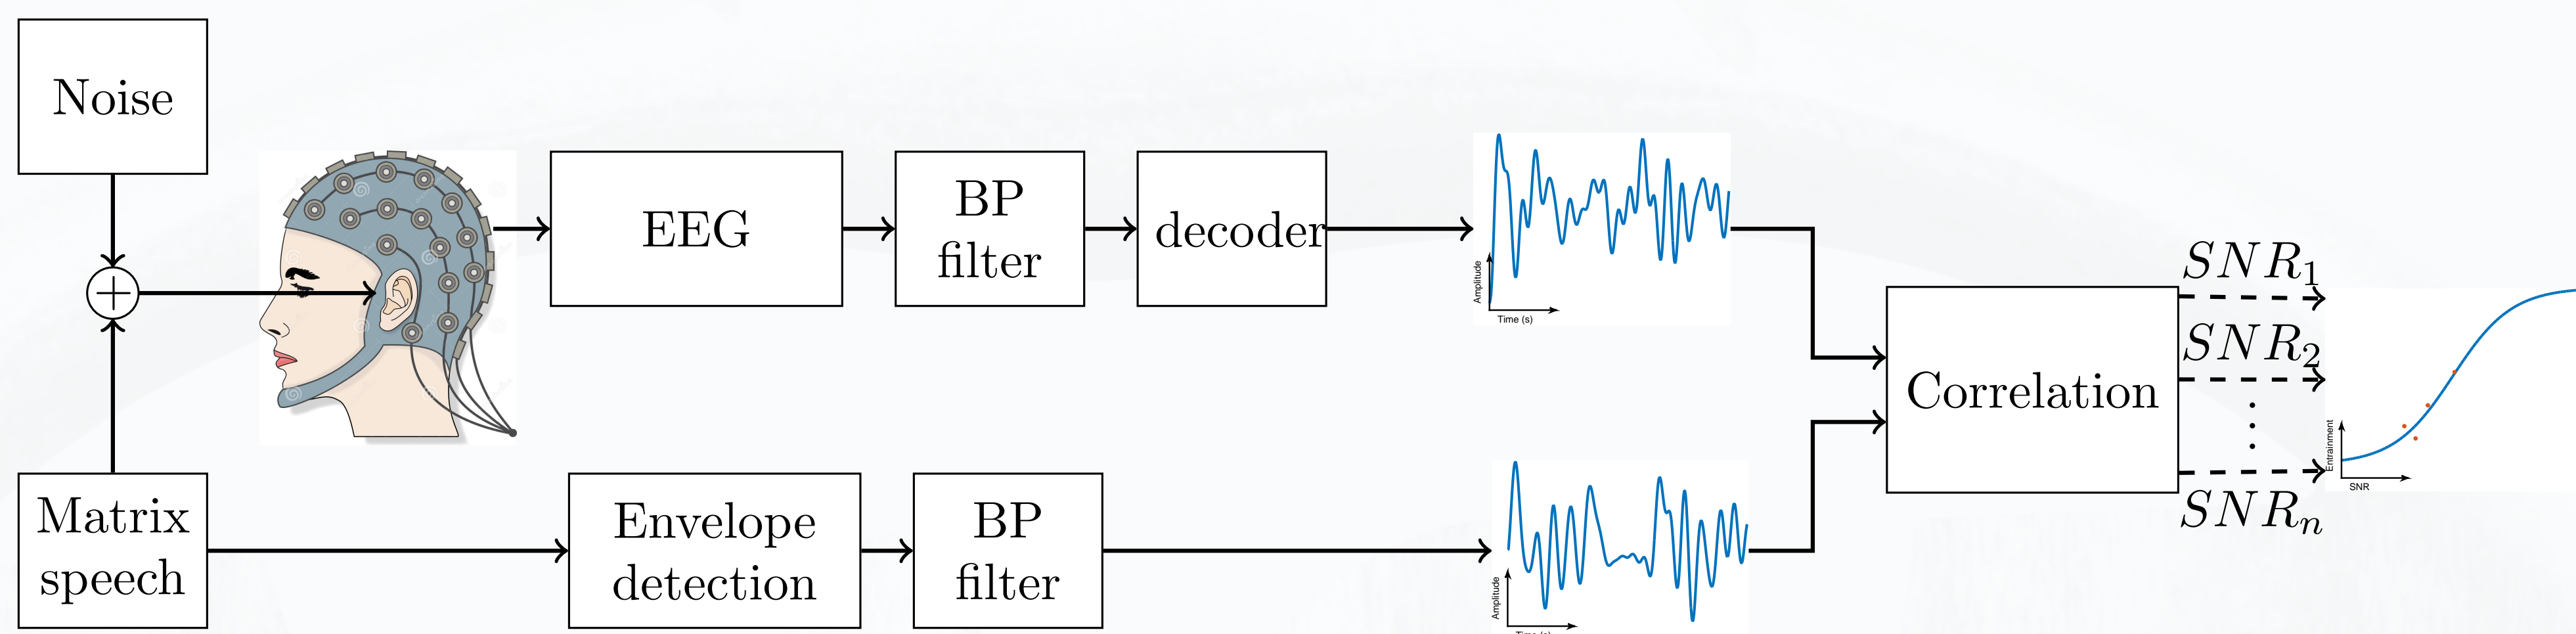 Noise
EEG
BP
filter
decoder
Amplitude
Time (s)
Matrix
speech
Envelope
detection
BP
filter
Amplitude
Time (s)
Correlation
SNR₁
SNR₂
⋮
SNRₙ
Entrainment
SNR